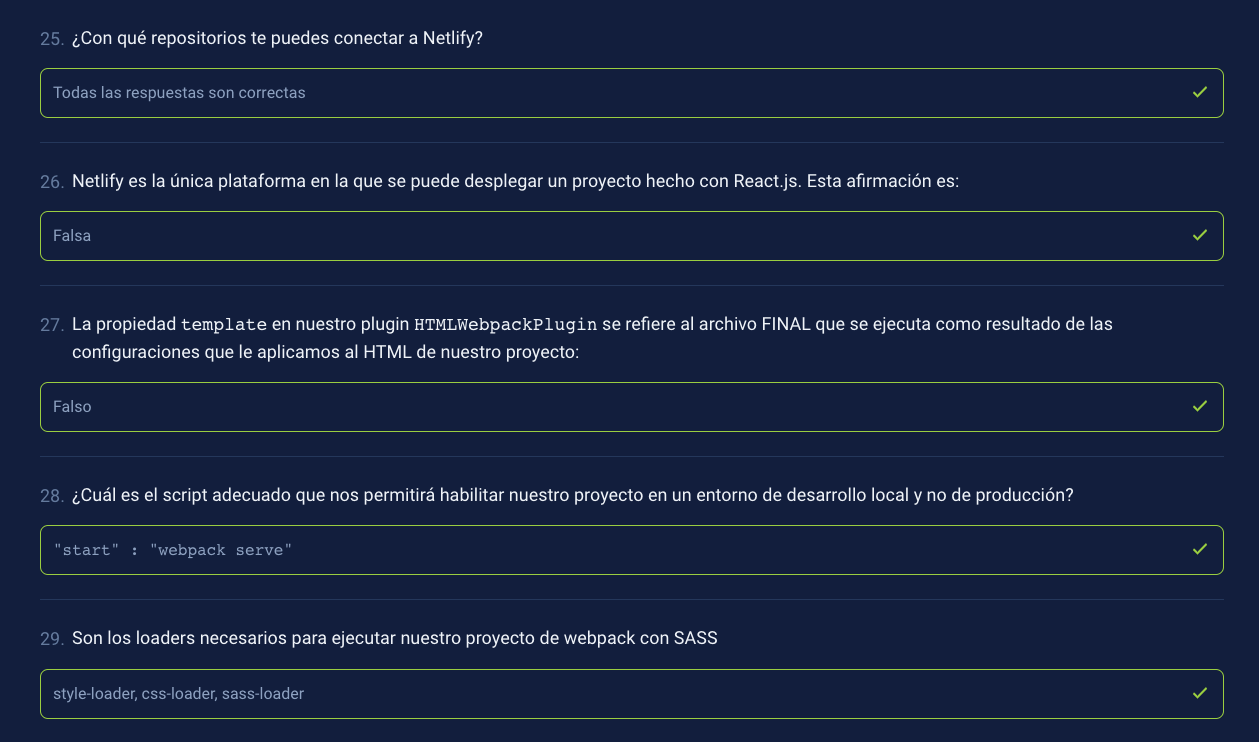 25. ¿Con qué repositorios te puedes conectar a Netlify?
Todas las respuestas son correctas
26. Netlify es la única plataforma en la que se puede desplegar un proyecto hecho con React.js. Esta afirmación es:
Falsa
27. La propiedad template en nuestro plugin HTMLWebpackPlugin se refiere al archivo FINAL que se ejecuta como resultado de las
configuraciones que le aplicamos al HTML de nuestro proyecto:
Falso
28. ¿Cuál es el script adecuado que nos permitirá habilitar nuestro proyecto en un entorno de desarrollo local y no de producción?
"start" : "webpack serve"
29. Son los loaders necesarios para ejecutar nuestro proyecto de webpack con SASS
style-loader, css-loader, sass-loader